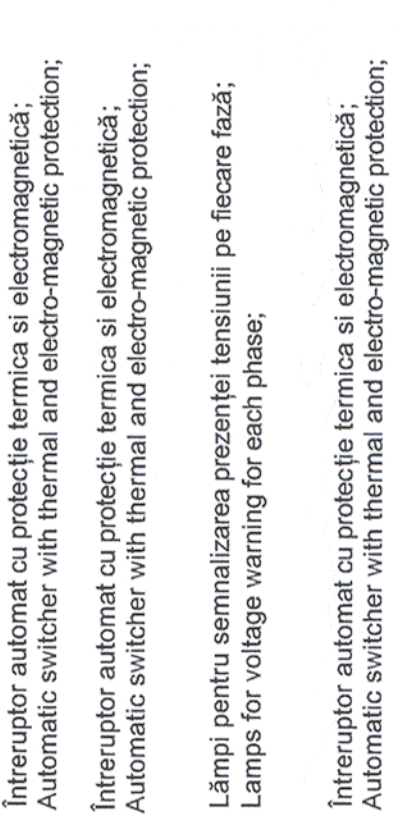 Întreruptor automat cu protecție termica si electromagnetică;
Automatic switcher with thermal and electro-magnetic protection;
Întreruptor automat cu protecție termica si electromagnetică;
Automatic switcher with thermal and electro-magnetic protection;
Lămpi pentru semnalizarea prezenței tensiunii pe fiecare fază;
Lamps for voltage warning for each phase;
Întreruptor automat cu protecție termica si electromagnetică;
Automatic switcher with thermal and electro-magnetic protection;